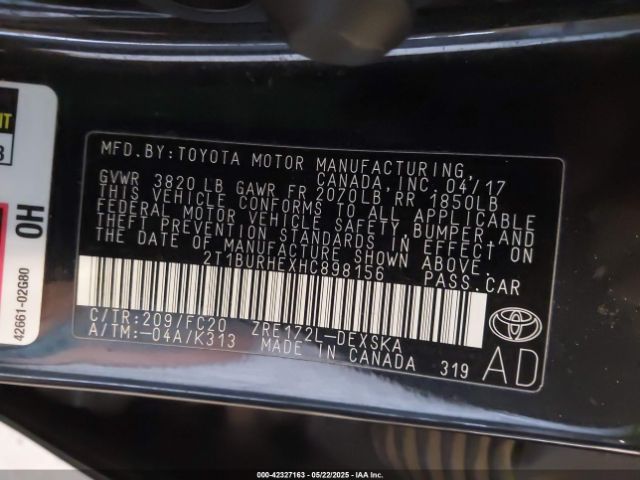 MFD.BY:TOYOTA MOTOR MANUFACTURING,
CANADA, INC. 04/17
GVWR 3820 LB GAWR FR 2070LB RR 1850LB
THIS VEHICLE CONFORMS TO ALL APPLICABLE
FEDERAL MOTOR VEHICLE SAFETY, BUMPER, AND
THEFT PREVENTION STANDARDS IN EFFECT ON
THE DATE OF MANUFACTURE SHOWN ABOVE.
2T1BURHEXHC898156 PASS.CAR
C/TR:209/FC20 ZRE172L-DEXSKA
A/TM:-04A/K313 MADE IN CANADA 319
AD
OH
42661-02G80
000-42327163 - 05/22/2025 - IAA Inc.